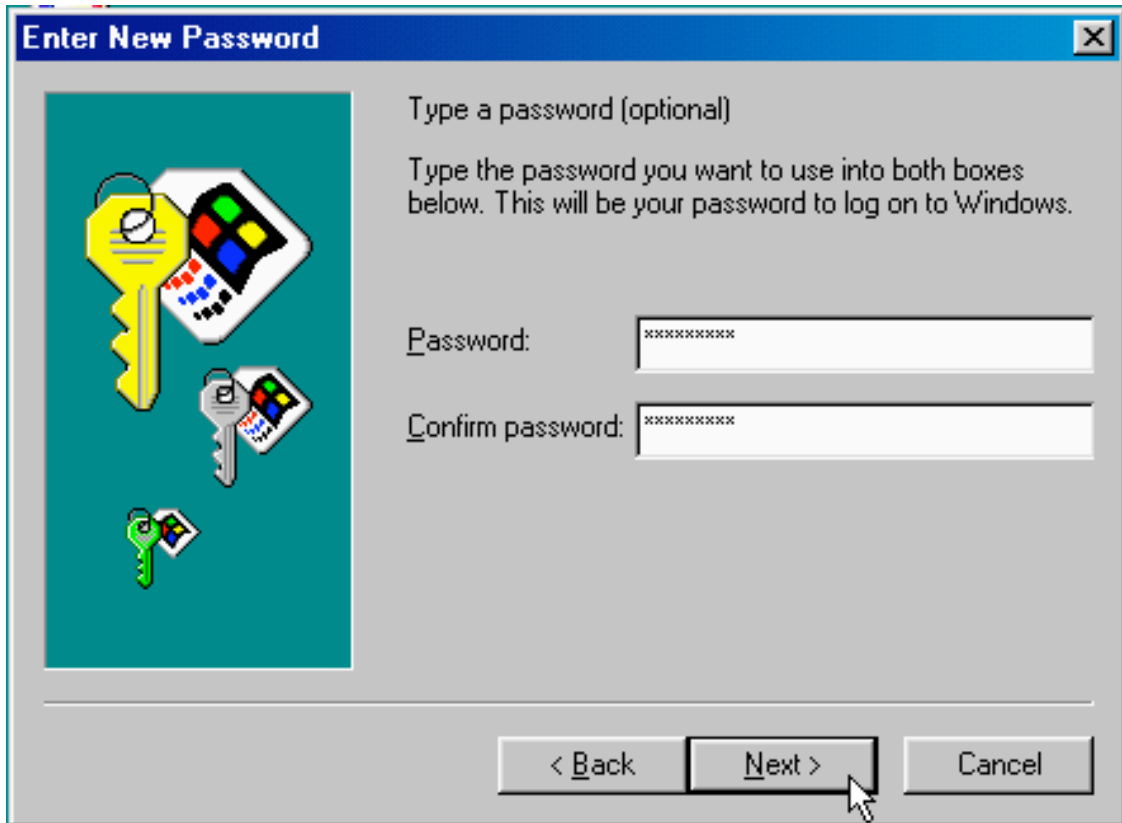 Enter New Password
Type a password (optional)
Type the password you want to use into both boxes
below. This will be your password to log on to Windows.
Password: *********
Confirm password: *********
< Back Next > Cancel